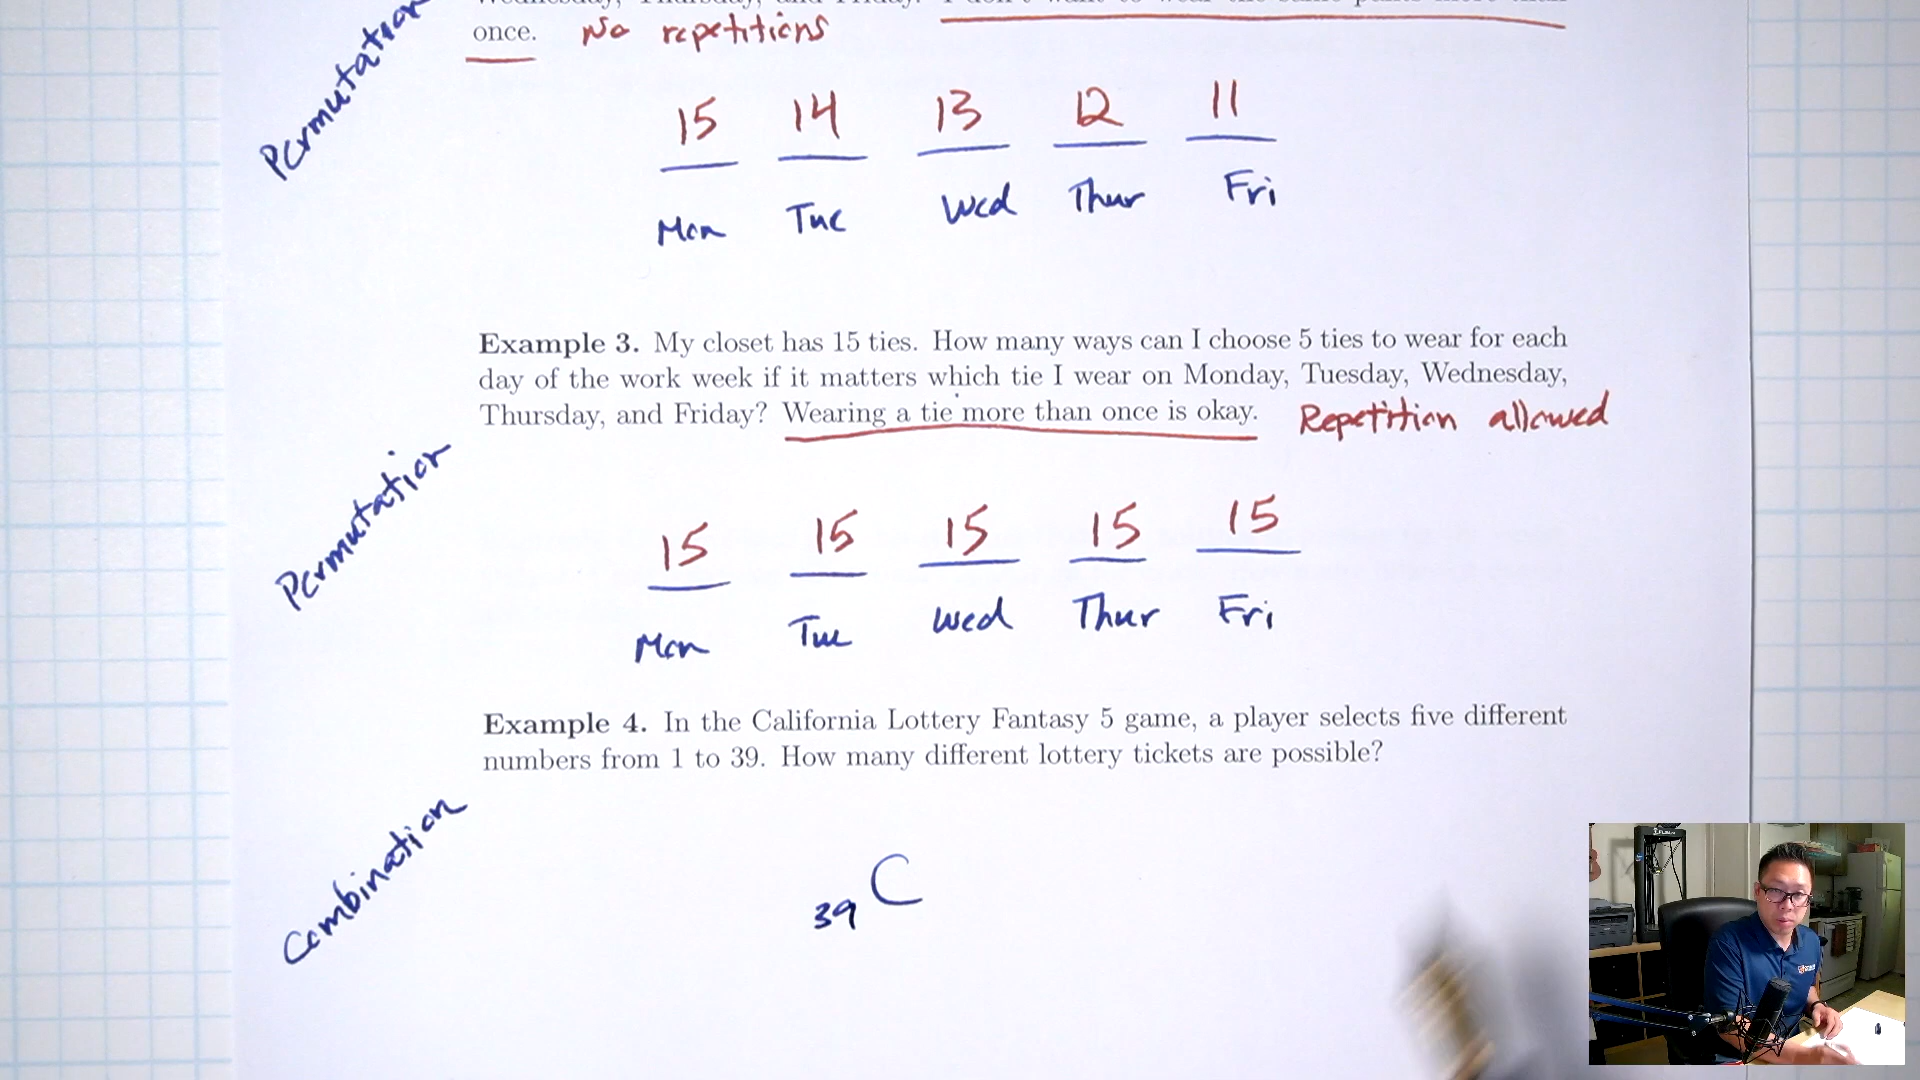 once. No repetitions
Permutation
15 14 13 12 11
Mon Tue Wed Thur Fri
Example 3. My closet has 15 ties. How many ways can I choose 5 ties to wear for each
day of the work week if it matters which tie I wear on Monday, Tuesday, Wednesday,
Thursday, and Friday? Wearing a tie more than once is okay. Repetition allowed
Permutation
15 15 15 15 15
Mon Tue Wed Thur Fri
Example 4. In the California Lottery Fantasy 5 game, a player selects five different
numbers from 1 to 39. How many different lottery tickets are possible?
Combination
39 C